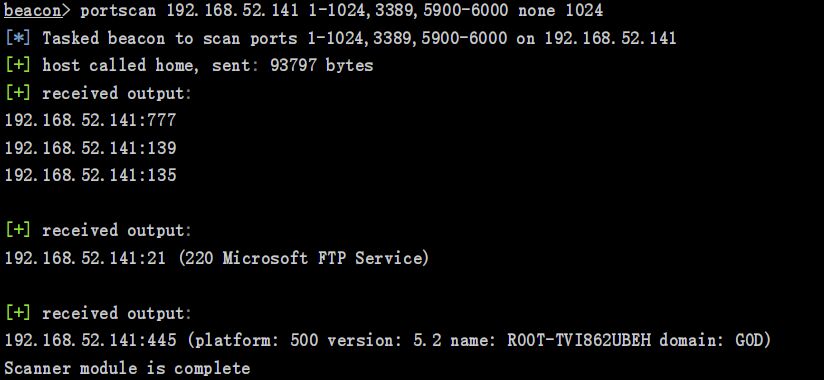 beacon> portscan 192.168.52.141 1-1024,3389,5900-6000 none 1024
[*] Tasked beacon to scan ports 1-1024,3389,5900-6000 on 192.168.52.141
[+] host called home, sent: 93797 bytes
[+] received output:
192.168.52.141:777
192.168.52.141:139
192.168.52.141:135
[+] received output:
192.168.52.141:21 (220 Microsoft FTP Service)
[+] received output:
192.168.52.141:445 (platform: 500 version: 5.2 name: ROOT-TVI862UBEH domain: GOD)
Scanner module is complete